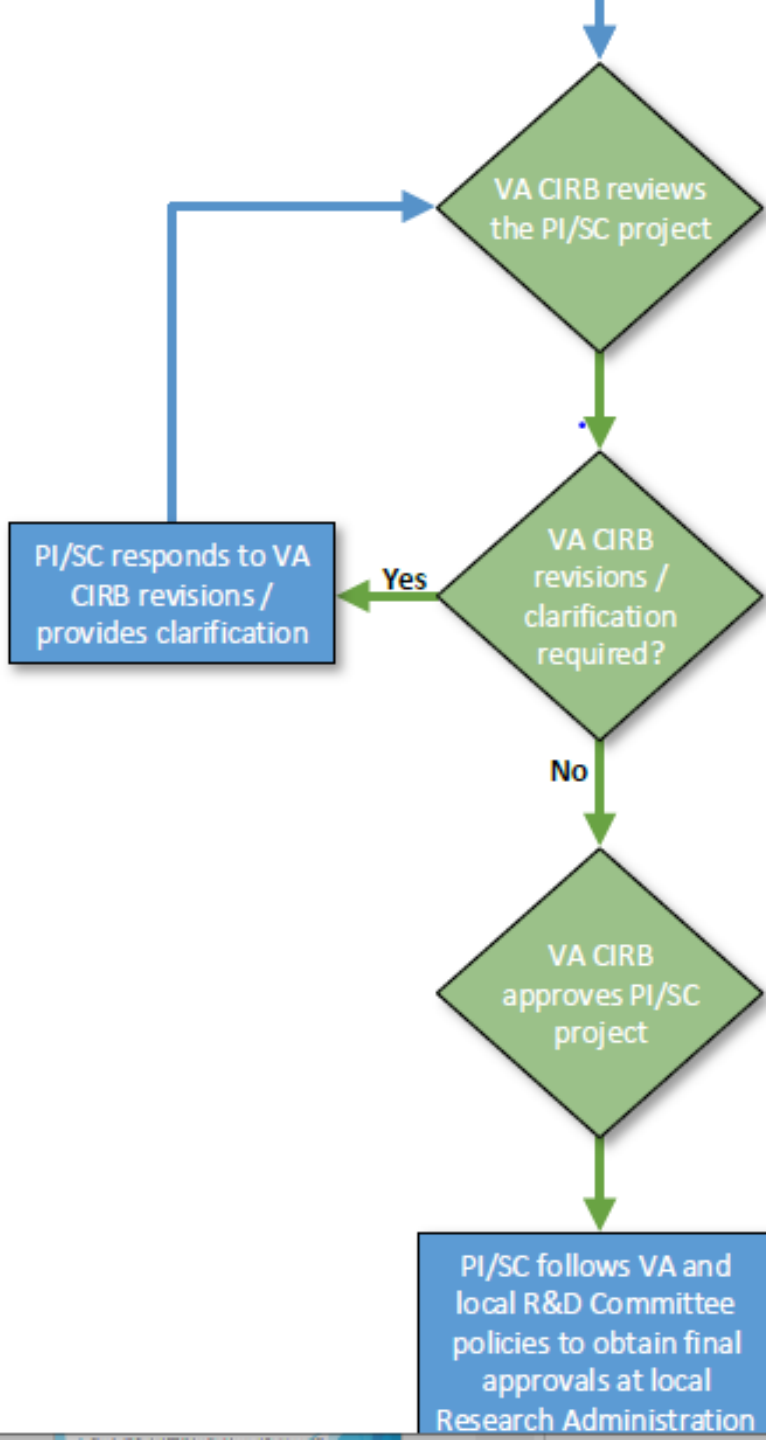 VA CIRB reviews
the PI/SC project
PI/SC responds to VA
CIRB revisions /
provides clarification
Yes
VA CIRB
revisions /
clarification
required?
No
VA CIRB
approves PI/SC
project
PI/SC follows VA and
local R&D Committee
policies to obtain final
approvals at local
Research Administration